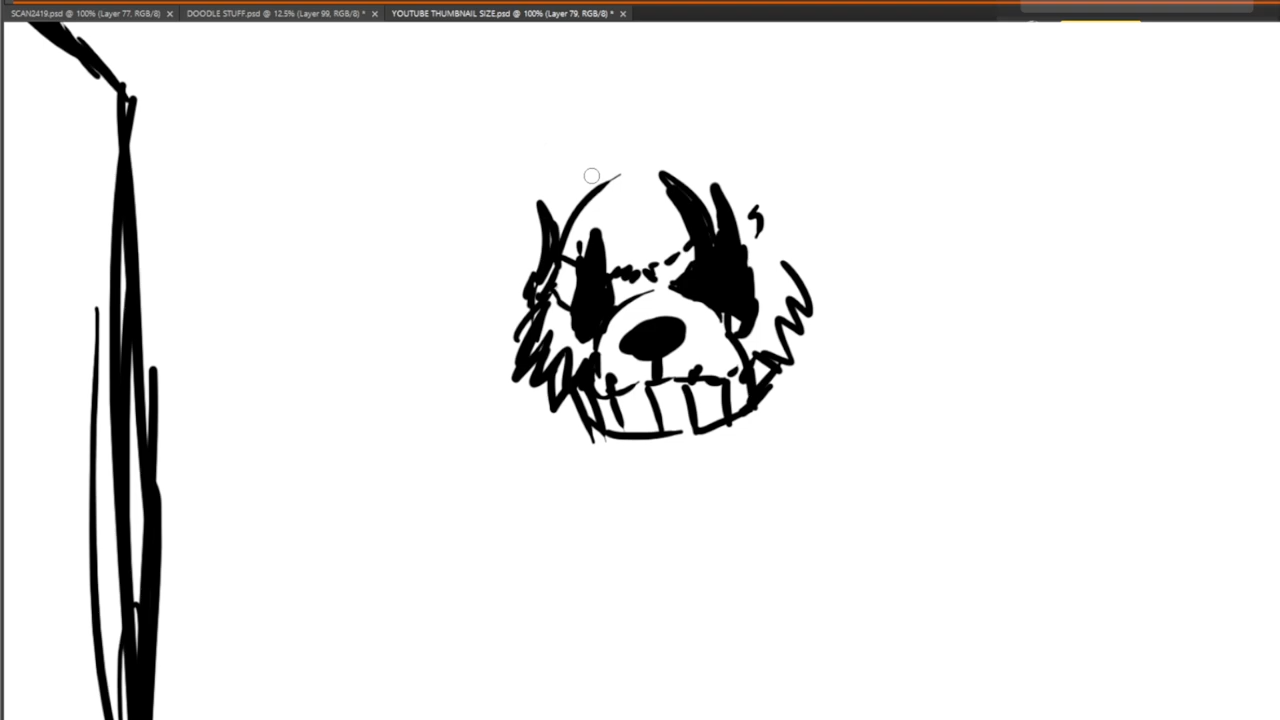 SCAN2419.psd @ 100% (Layer 77, RGB/8) × DOODLE STUFF.psd @ 12.5% (Layer 99, RGB/8) * × YOUTUBE THUMBNAIL SIZE.psd @ 100% (Layer 79, RGB/8) * ×